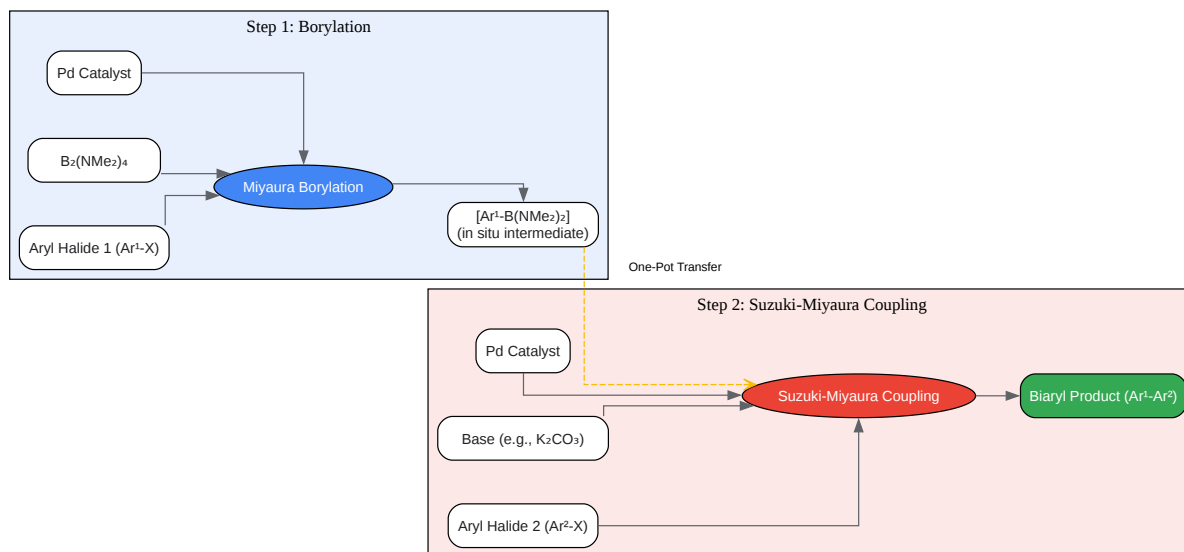 Step 1: Borylation
Pd Catalyst
B₂(NMe₂)₄
Miyaura Borylation
Aryl Halide 1 (Ar¹-X)
[Ar¹-B(NMe₂)₂]
(in situ intermediate)
One-Pot Transfer
Step 2: Suzuki-Miyaura Coupling
Pd Catalyst
Suzuki-Miyaura Coupling
Biaryl Product (Ar¹-Ar²)
Base (e.g., K₂CO₃)
Aryl Halide 2 (Ar²-X)